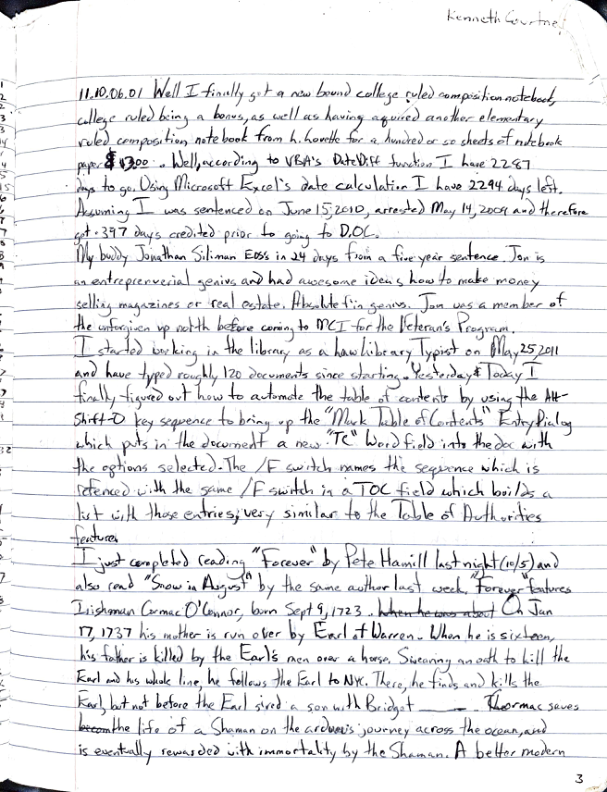 Kenneth Courtney
11.10.06.01 Well I finally got a new bound college ruled composition notebook,
college ruled being a bonus, as well as having aquired another elementary
ruled composition notebook from h. for a hundred or so sheets of notebook
paper . Well, according to VBA's DateDiff function I have 2287
days to go. Using Microsoft Excel's date calculation I have 2294 days left.
Assuming I was sentenced on June 15, 2010, arrested May 14, 2009 and therefore
got 397 days credited prior to going to D.O.C.
My buddy Jonathan Siliman EOSs in 24 days from a five year sentence. Jon is
an entreprenverial genius and had awesome ideas how to make money
selling magazines or real estate. Absolute f'in genius. Jon was a member of
the unforgiven up north before coming to MCI for the Veteran's Program.
I started working in the library as a Law Library Typist on May 25, 2011
and have typed roughly 120 documents since starting. Yesterday & Today I
finally figured out how to automate the table of contents by using the Alt-
Shift-O key sequence to bring up the "Mark Table of Contents" Entry Dialog
which puts in the document a new "TC" Word field into the doc with
the options selected. The /F switch names the sequence which is
refenced with the same /F switch in a TOC field which builds a
list with those entries; very similar to the Table of Authorities
feature.
I just completed reading "Forever" by Pete Hamill last night (10/5) and
also read "Snow in August" by the same author last week. "Forever" features
Irishman Cormac O'Connor, born Sept 9, 1723. When he was about On Jan
17, 1737 his mother is run over by Earl of Warren. When he is sixteen,
his father is killed by the Earl's men over a horse. Swearing an oath to kill the
Earl and his whole line, he follows the Earl to NY. There, he finds and kills the
Earl, but not before the Earl sired a son with Bridget ______. Cormac saves
the life of a Shaman on the arduous journey across the ocean, and
is eventually rewarded with immortality by the Shaman. A better modern
3